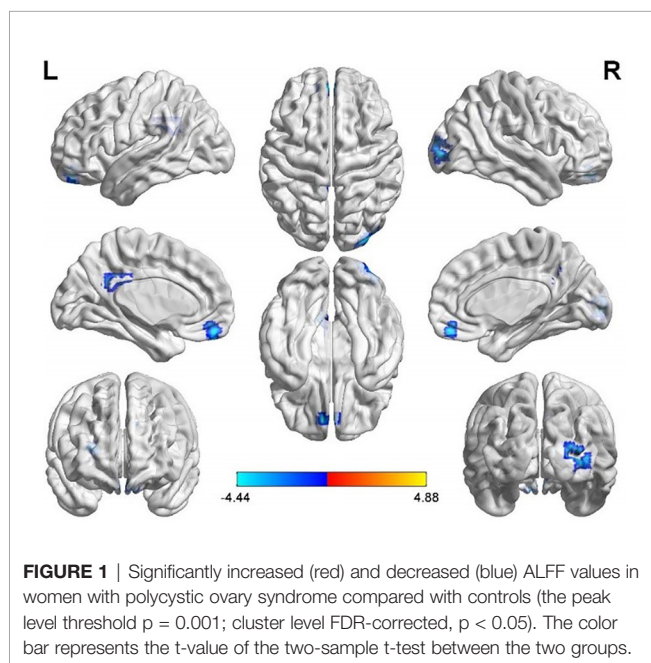 L
R
-4.44 4.88
FIGURE 1 | Significantly increased (red) and decreased (blue) ALFF values in
women with polycystic ovary syndrome compared with controls (the peak
level threshold p = 0.001; cluster level FDR-corrected, p < 0.05). The color
bar represents the t-value of the two-sample t-test between the two groups.